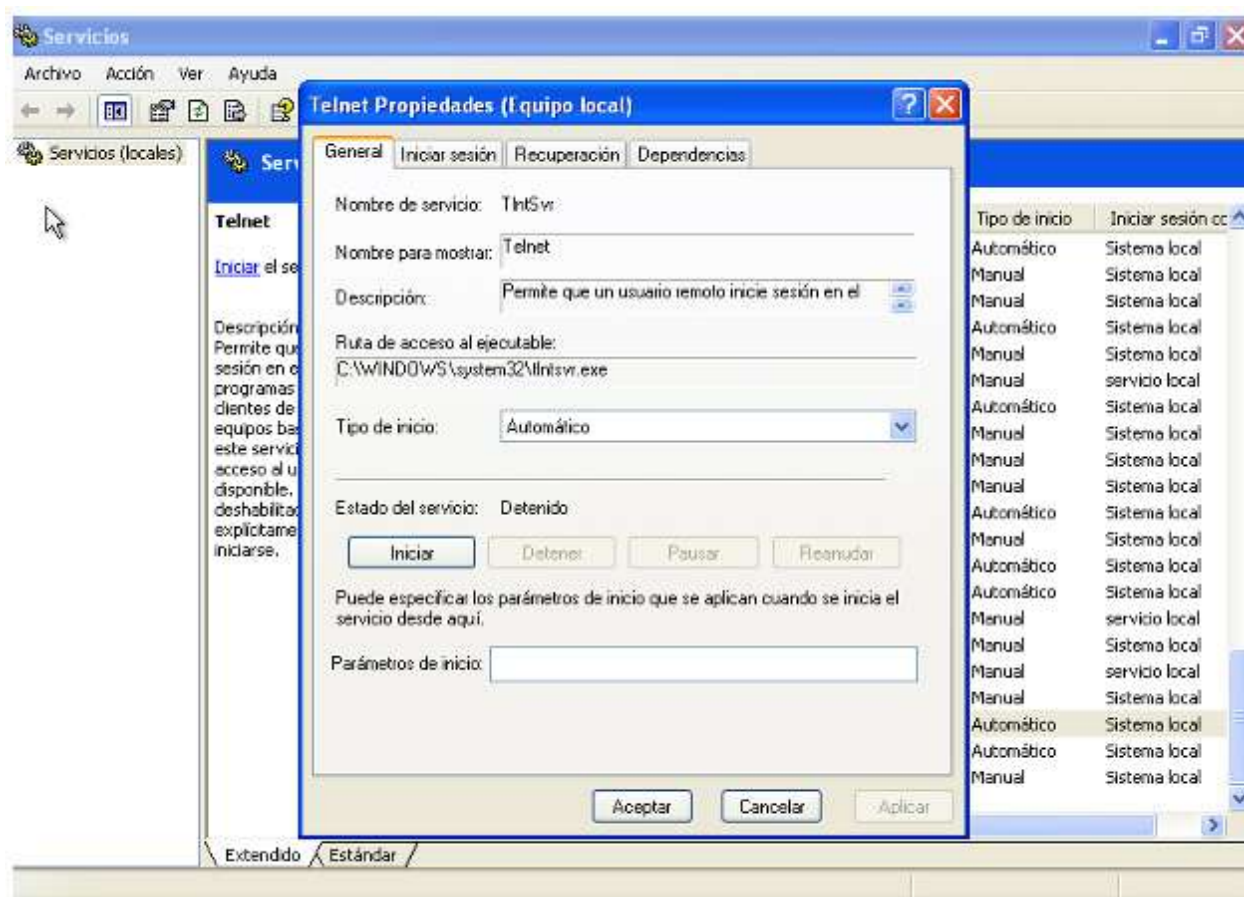 Servicios
Archivo Acción Ver Ayuda
Servicios (locales)
Serv
Telnet
Iniciar el se
Descripción
Permite que
sesión en e
programas
clientes de
equipos bas
este servici
acceso al u
disponible.
deshabilitad
explícitame
iniciarse.
Telnet Propiedades (Equipo local)
General Iniciar sesión Recuperación Dependencias
Nombre de servicio: TlntSvr
Nombre para mostrar: Telnet
Descripción: Permite que un usuario remoto inicie sesión en el
Ruta de acceso al ejecutable:
C:\WINDOWS\system32\tlntsvr.exe
Tipo de inicio: Automático
Estado del servicio: Detenido
Iniciar Detener Pausar Reanudar
Puede especificar los parámetros de inicio que se aplican cuando se inicia el
servicio desde aquí.
Parámetros de inicio:
Aceptar Cancelar Aplicar
Tipo de inicio Iniciar sesión cc
Automático Sistema local
Manual Sistema local
Manual Sistema local
Automático Sistema local
Manual Sistema local
Manual servicio local
Automático Sistema local
Manual Sistema local
Manual Sistema local
Manual Sistema local
Automático Sistema local
Manual Sistema local
Automático Sistema local
Automático Sistema local
Manual servicio local
Manual Sistema local
Manual servicio local
Manual Sistema local
Automático Sistema local
Automático Sistema local
Manual Sistema local
Extendido Estándar